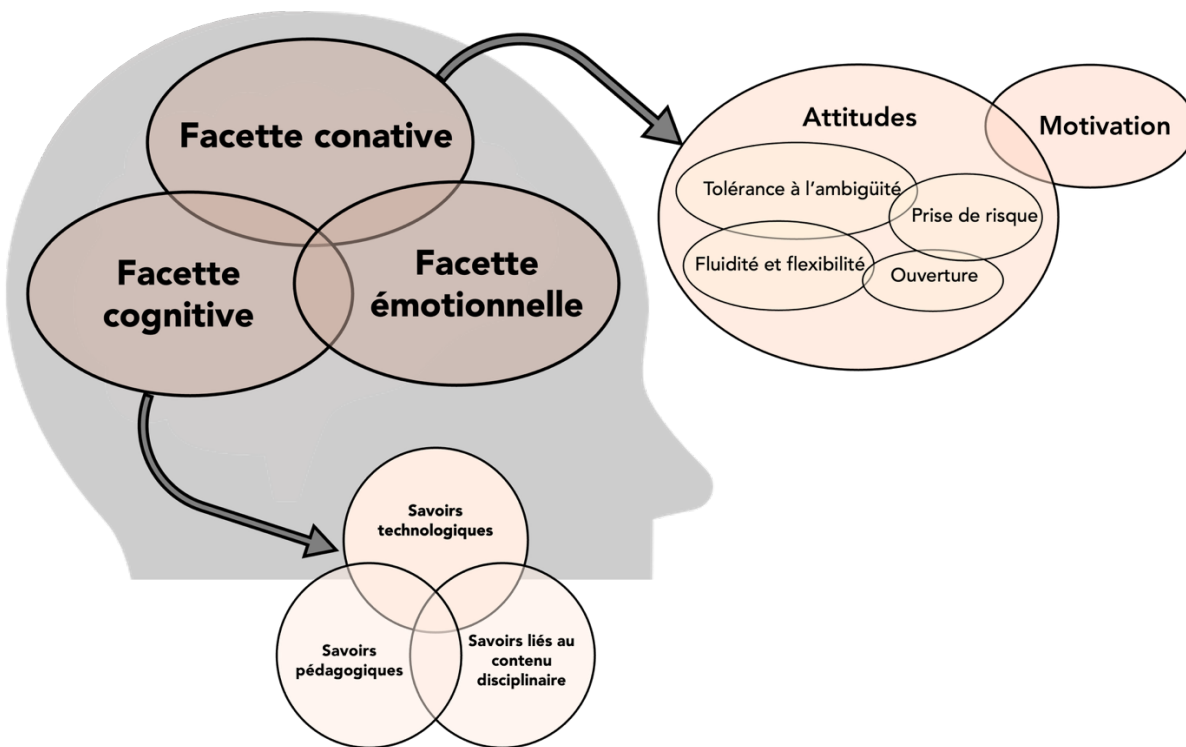 Facette conative
Facette
cognitive
Facette
émotionnelle
Attitudes
Motivation
Tolérance à l’ambigüité
Prise de risque
Fluidité et flexibilité
Ouverture
Savoirs
technologiques
Savoirs
pédagogiques
Savoirs liés au
contenu
disciplinaire